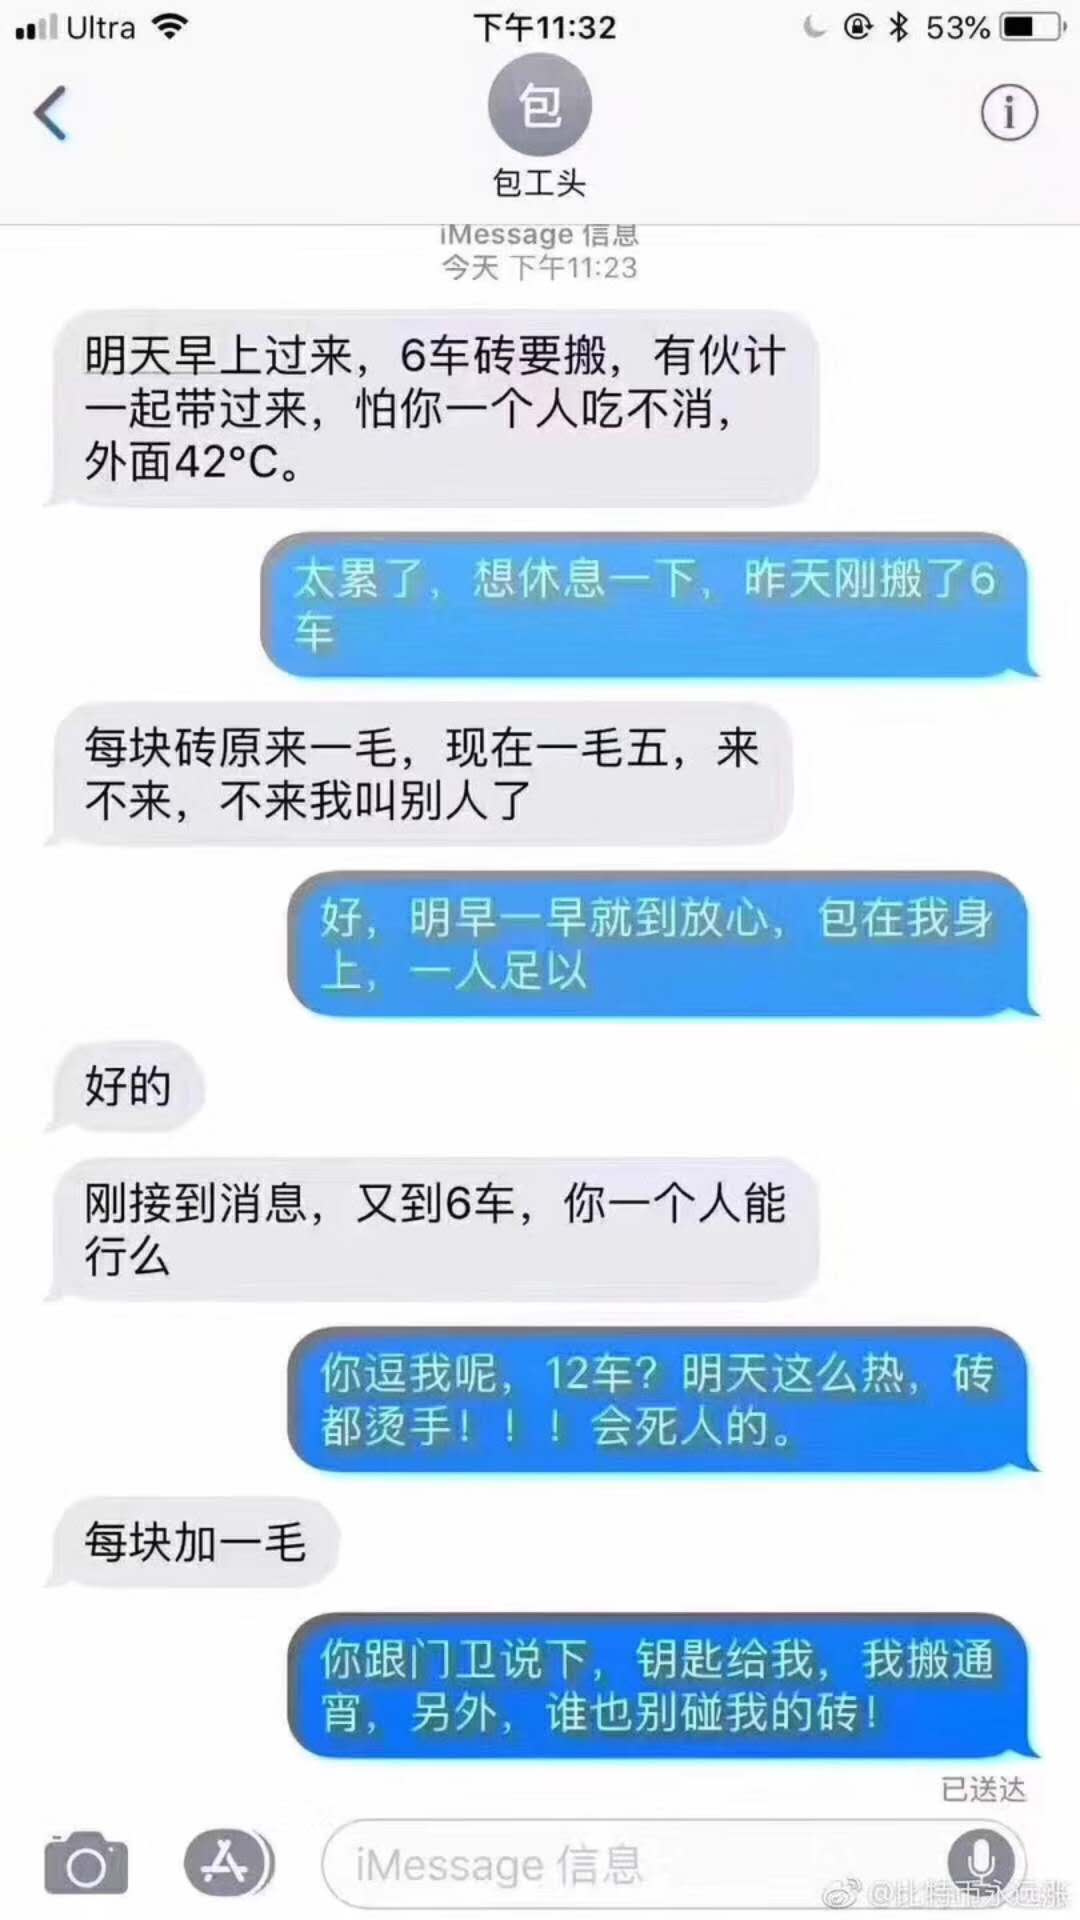 Ultra
下午11:32
53%
包
包工头
iMessage 信息
今天 下午11:23
明天早上过来，6车砖要搬，有伙计
一起带过来，怕你一个人吃不消，
外面42°C。
太累了，想休息一下，昨天刚搬了6
车
每块砖原来一毛，现在一毛五，来
不来，不来我叫别人了
好，明早一早就到放心，包在我身
上，一人足以
好的
刚接到消息，又到6车，你一个人能
行么
你逗我呢，12车？明天这么热，砖
都烫手！！！会死人的。
每块加一毛
你跟门卫说下，钥匙给我，我搬通
宵，另外，谁也别碰我的砖！
已送达
iMessage 信息
@比特币永远涨